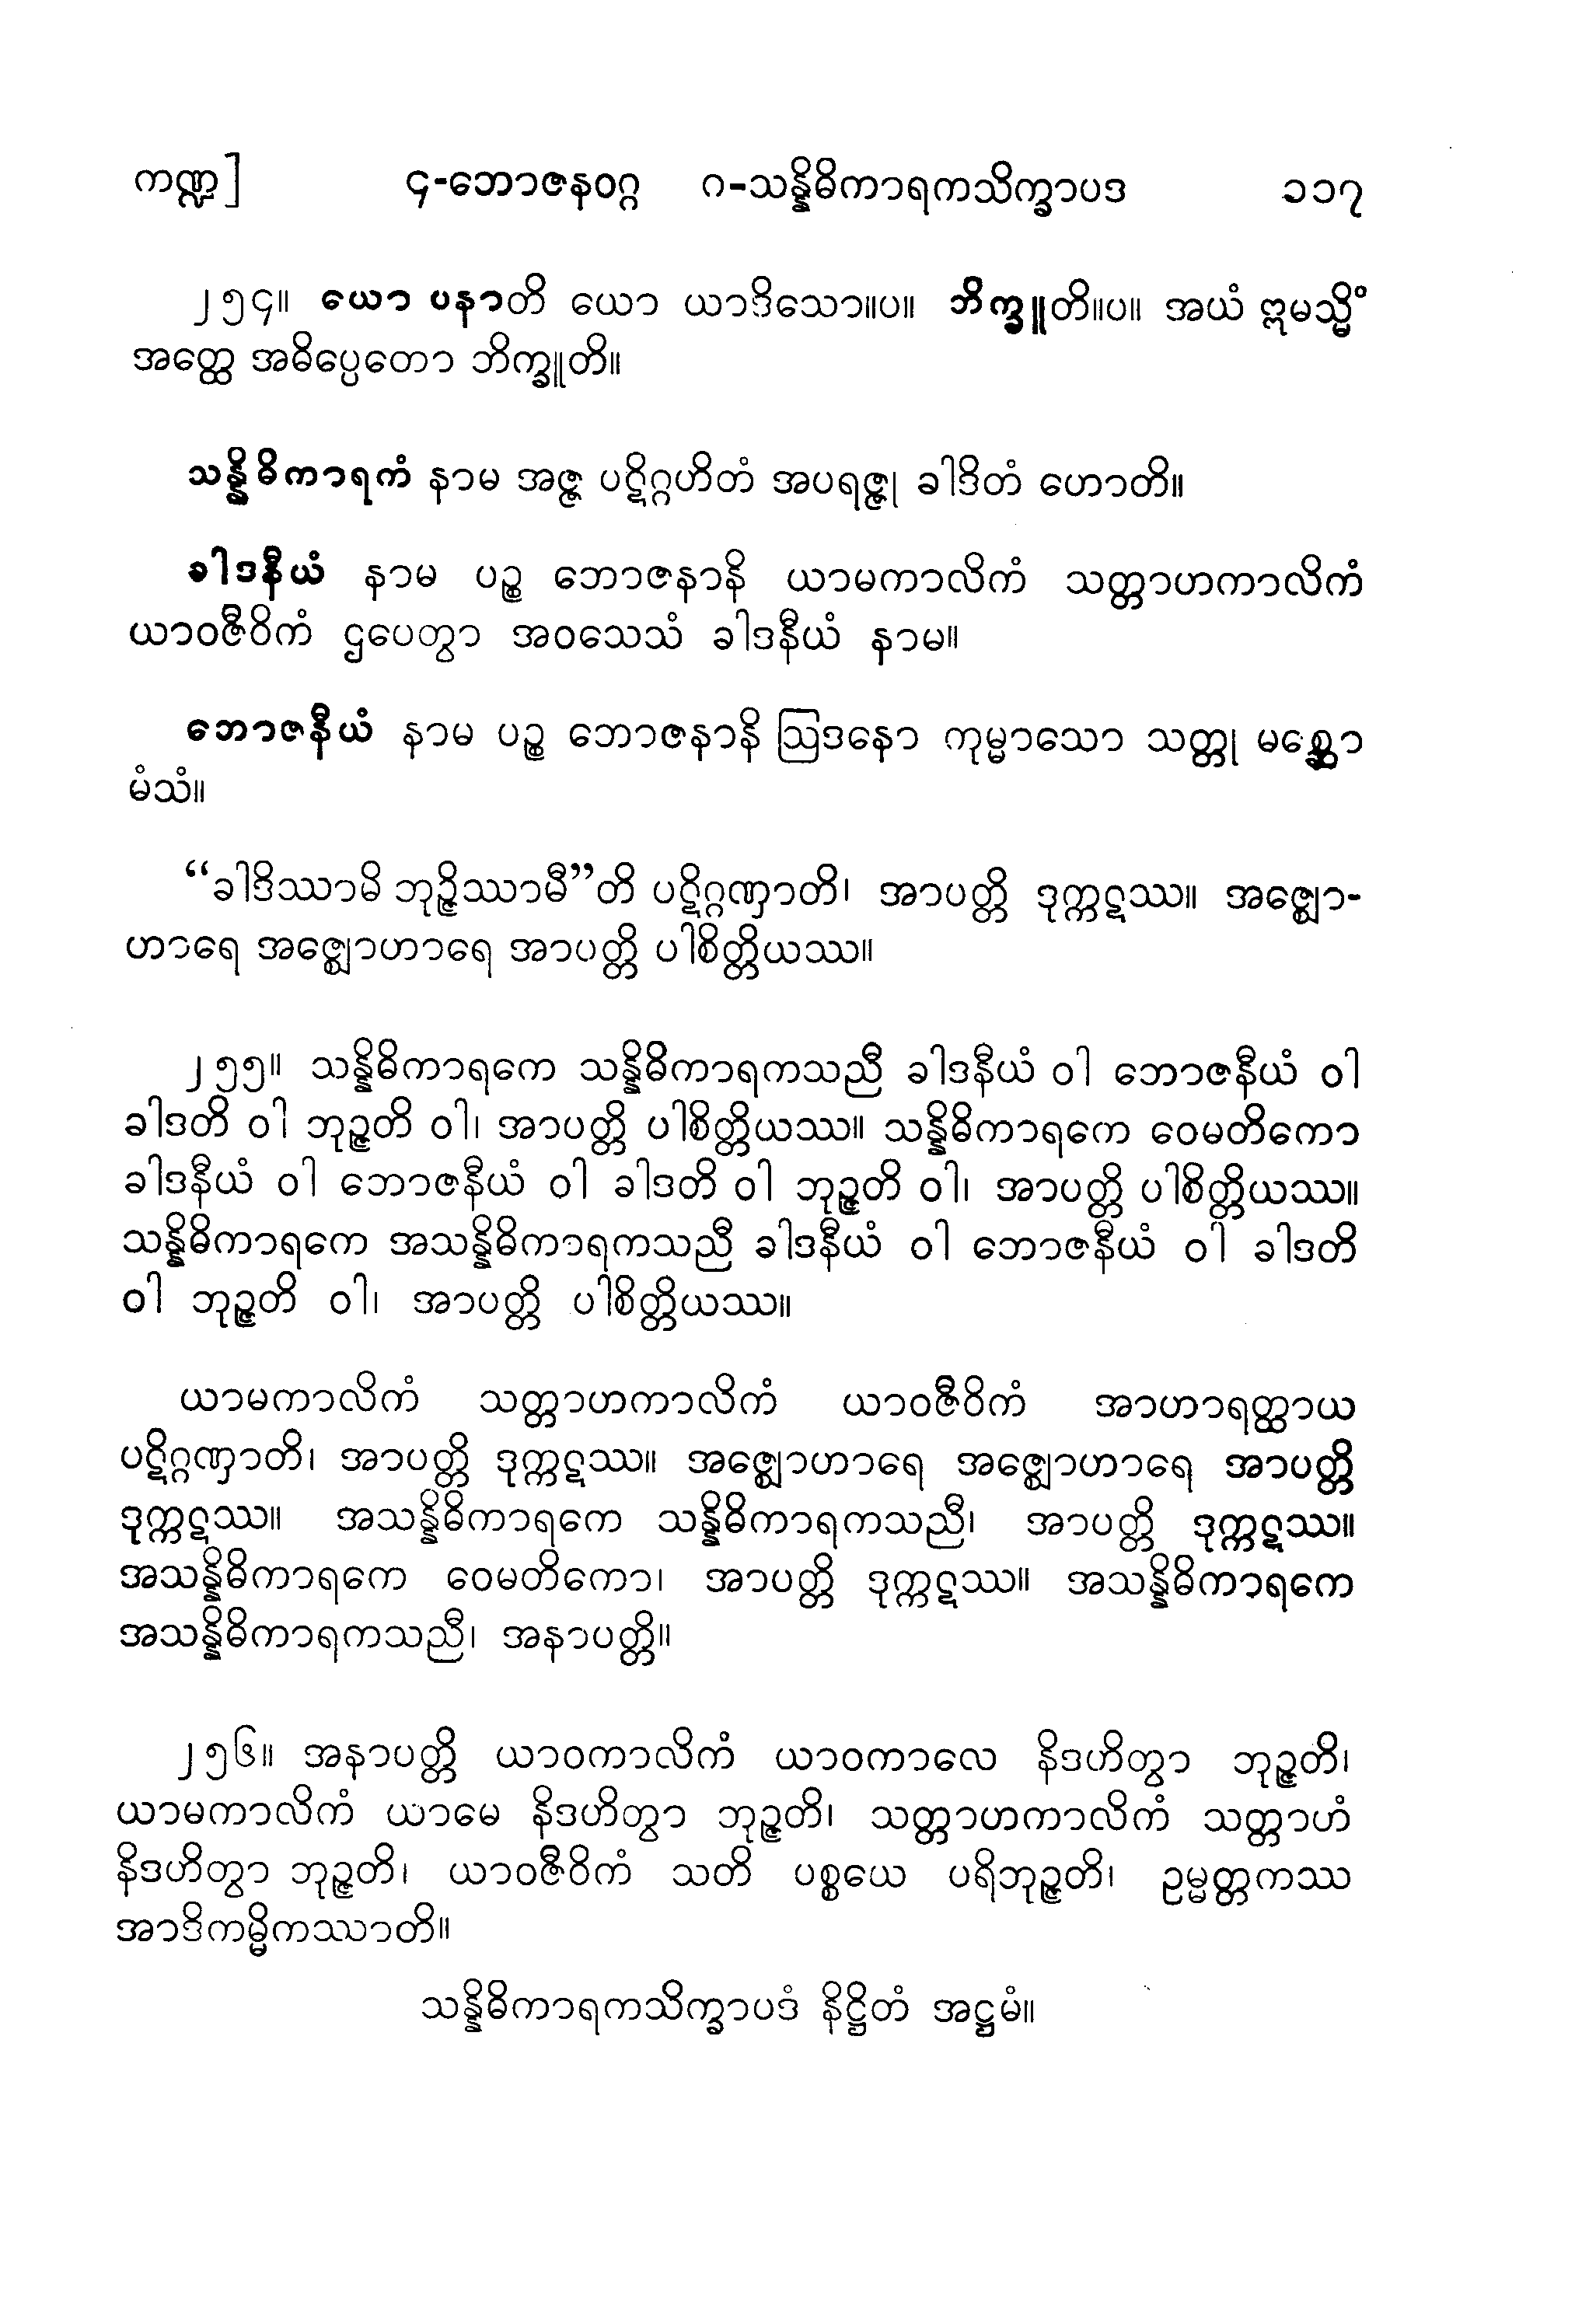 ကဏ္ဍ] ၄-ဘောဇနဝဂ္ဂ ဂ-သန္နိဓိကာရကသိက္ခာပဒ ၁၁၇
၂၅၄။ ယော ပနာတိ ယော ယာဒိသော။ပ။ ဘိက္ခူတိ။ပ။ အယံ ဣမသ္မိံ
အတ္ထေ အဓိပ္ပေတော ဘိက္ခူတိ။
သန္နိဓိကာရကံ နာမ အဇ္ဇ ပဋိဂ္ဂဟိတံ အပရဇ္ဇု ခါဒိတံ ဟောတိ။
ခါဒနီယံ နာမ ပဉ္စ ဘောဇနာနိ ယာမကာလိကံ သတ္တာဟကာလိကံ
ယာဝဇီဝိကံ ဌပေတွာ အဝသေသံ ခါဒနီယံ နာမ။
ဘောဇနီယံ နာမ ပဉ္စ ဘောဇနာနိ ဩဒနော ကုမ္မာသော သတ္တု မစ္ဆော
မံသံ။
“ခါဒိဿာမိ ဘုဉ္ဇိဿာမီ”တိ ပဋိဂ္ဂဏှာတိ၊ အာပတ္တိ ဒုက္ကဋဿ။ အဇ္ဈော-
ဟာရေ အဇ္ဈောဟာရေ အာပတ္တိ ပါစိတ္တိယဿ။
၂၅၅။ သန္နိဓိကာရကေ သန္နိဓိကာရကသညီ ခါဒနီယံ ဝါ ဘောဇနီယံ ဝါ
ခါဒတိ ဝါ ဘုဉ္ဇတိ ဝါ၊ အာပတ္တိ ပါစိတ္တိယဿ။ သန္နိဓိကာရကေ ဝေမတိကော
ခါဒနီယံ ဝါ ဘောဇနီယံ ဝါ ခါဒတိ ဝါ ဘုဉ္ဇတိ ဝါ၊ အာပတ္တိ ပါစိတ္တိယဿ။
သန္နိဓိကာရကေ အသန္နိဓိကာရကသညီ ခါဒနီယံ ဝါ ဘောဇနီယံ ဝါ ခါဒတိ
ဝါ ဘုဉ္ဇတိ ဝါ၊ အာပတ္တိ ပါစိတ္တိယဿ။
ယာမကာလိကံ သတ္တာဟကာလိကံ ယာဝဇီဝိကံ အာဟာရတ္ထာယ
ပဋိဂ္ဂဏှာတိ၊ အာပတ္တိ ဒုက္ကဋဿ။ အဇ္ဈောဟာရေ အဇ္ဈောဟာရေ အာပတ္တိ
ဒုက္ကဋဿ။ အသန္နိဓိကာရကေ သန္နိဓိကာရကသညီ၊ အာပတ္တိ ဒုက္ကဋဿ။
အသန္နိဓိကာရကေ ဝေမတိကော၊ အာပတ္တိ ဒုက္ကဋဿ။ အသန္နိဓိကာရကေ
အသန္နိဓိကာရကသညီ၊ အနာပတ္တိ။
၂၅၆။ အနာပတ္တိ ယာဝကာလိကံ ယာဝကာလေ နိဒဟိတွာ ဘုဉ္ဇတိ၊
ယာမကာလိကံ ယာမေ နိဒဟိတွာ ဘုဉ္ဇတိ၊ သတ္တာဟကာလိကံ သတ္တာဟံ
နိဒဟိတွာ ဘုဉ္ဇတိ၊ ယာဝဇီဝိကံ သတိ ပစ္စယေ ပရိဘုဉ္ဇတိ၊ ဥမ္မတ္တကဿ
အာဒိကမ္မိကဿာတိ။
သန္နိဓိကာရကသိက္ခာပဒံ နိဋ္ဌိတံ အဋ္ဌမံ။